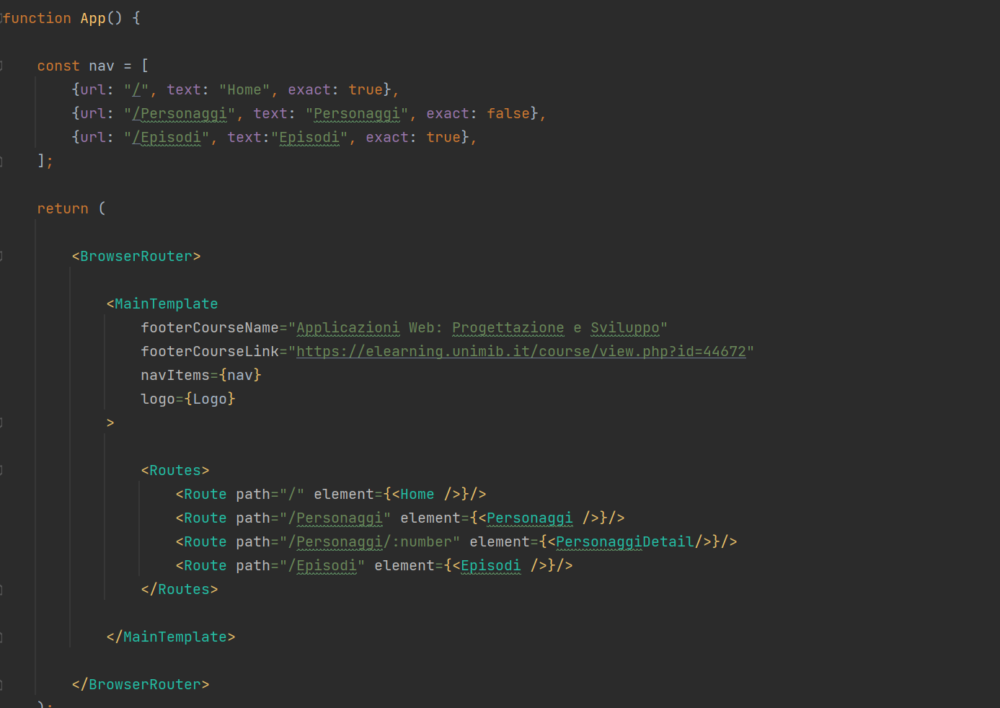 function App() {
const nav = [
{url: "/", text: "Home", exact: true},
{url: "/Personaggi", text: "Personaggi", exact: false},
{url: "/Episodi", text:"Episodi", exact: true},
];
return (
<BrowserRouter>
<MainTemplate
footerCourseName="Applicazioni Web: Progettazione e Sviluppo"
footerCourseLink="https://elearning.unimib.it/course/view.php?id=44672"
navItems={nav}
logo={Logo}
>
<Routes>
<Route path="/" element={<Home />}/>
<Route path="/Personaggi" element={<Personaggi />}/>
<Route path="/Personaggi/:number" element={<PersonaggiDetail/>}/>
<Route path="/Episodi" element={<Episodi />}/>
</Routes>
</MainTemplate>
</BrowserRouter>
);